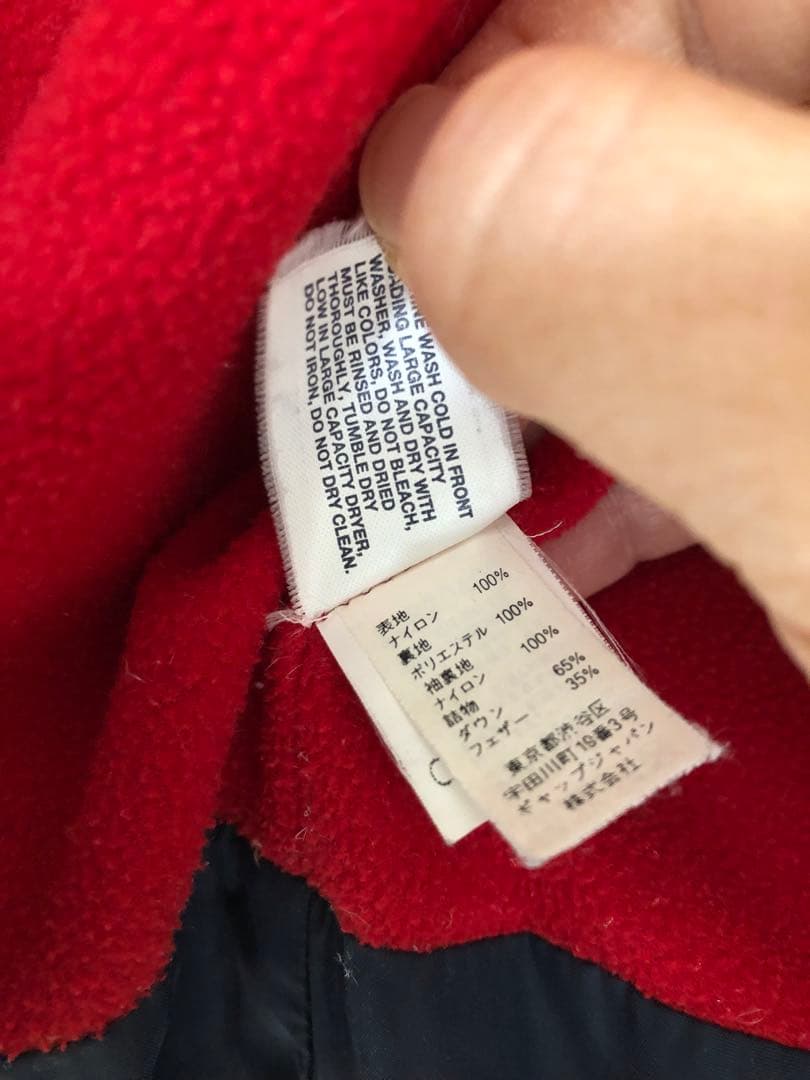 WASH COLD IN FRONT
LARGE CAPACITY
WASHER, WASH AND DRY WITH
LIKE COLORS, DO NOT BLEACH,
MUST BE RINSED AND DRIED
THOROUGHLY, TUMBLE DRY
LOW IN LARGE CAPACITY DRYER,
DO NOT IRON, DO NOT DRY CLEAN.
表地
ナイロン 100%
裏地
ポリエステル 100%
袖裏地
ナイロン 100%
詰物
ダウン 65%
フェザー 35%
東京都渋谷区
宇田川町16番3号
ギャップジャパン
株式会社